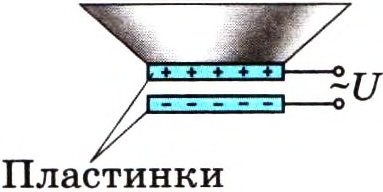 + + + + +
~U
- - - - -
Пластинки